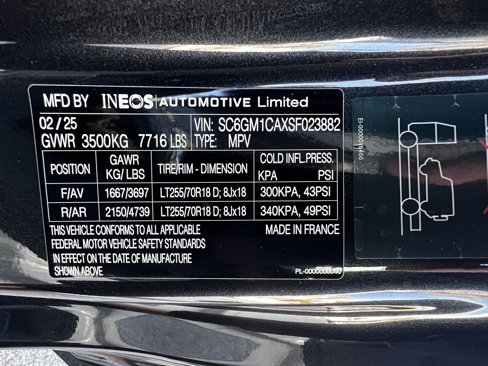 MFD BY INEOS AUTOMOTIVE Limited
02 / 25 VIN: SC6GM1CAXSF023882
GVWR 3500KG 7716 LBS TYPE: MPV
POSITION GAWR KG/ LBS TIRE/RIM - DIMENSION COLD INFL.PRESS. KPA PSI
F/AV 1667/3697 LT255/70R18 D; 8Jx18 300KPA, 43PSI
R/AR 2150/4739 LT255/70R18 D; 8Jx18 340KPA, 49PSI
THIS VEHICLE CONFORMS TO ALL APPLICABLE MADE IN FRANCE
FEDERAL MOTOR VEHICLE SAFETY STANDARDS
IN EFFECT ON THE DATE OF MANUFACTURE
SHOWN ABOVE